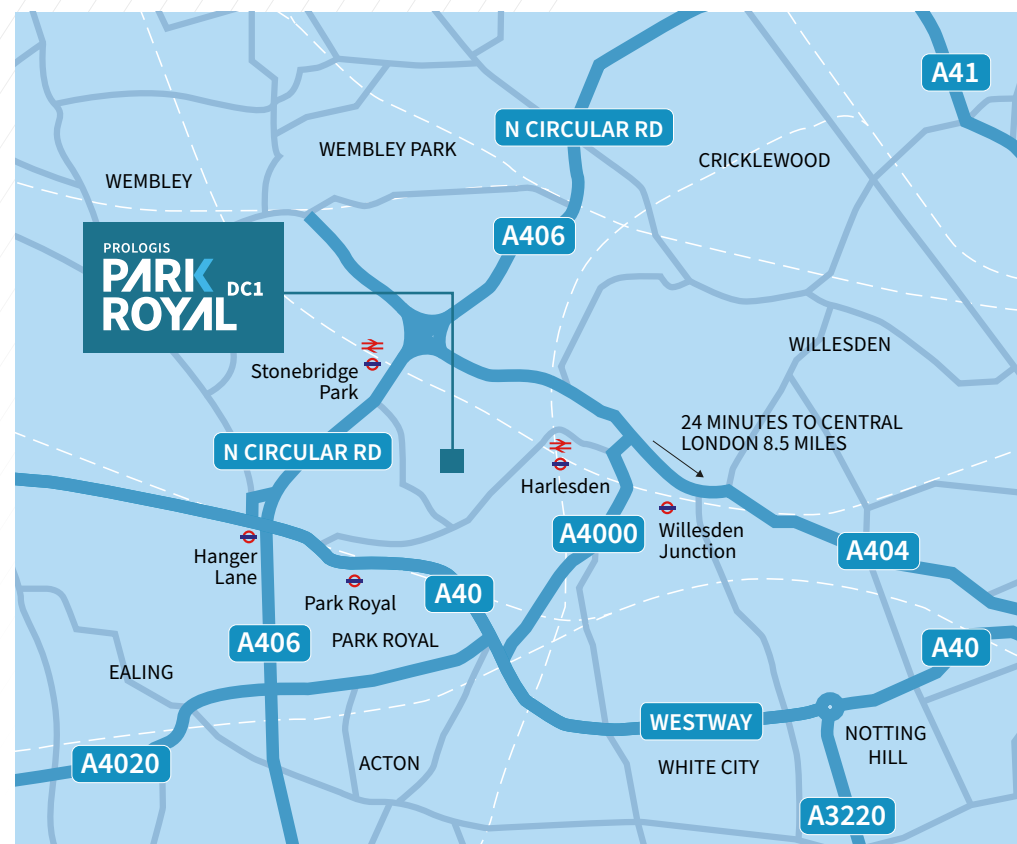 A41
N CIRCULAR RD
WEMBLEY PARK
CRICKLEWOOD
WEMBLEY
A406
PROLOGIS
PARK
ROYAL
DC1
WILLESDEN
Stonebridge
Park
24 MINUTES TO CENTRAL
LONDON 8.5 MILES
N CIRCULAR RD
Harlesden
A4000
Willesden
Junction
A404
Hanger
Lane
Park Royal
A40
A406
PARK ROYAL
A40
EALING
WESTWAY
NOTTING
HILL
A4020
ACTON
WHITE CITY
A3220